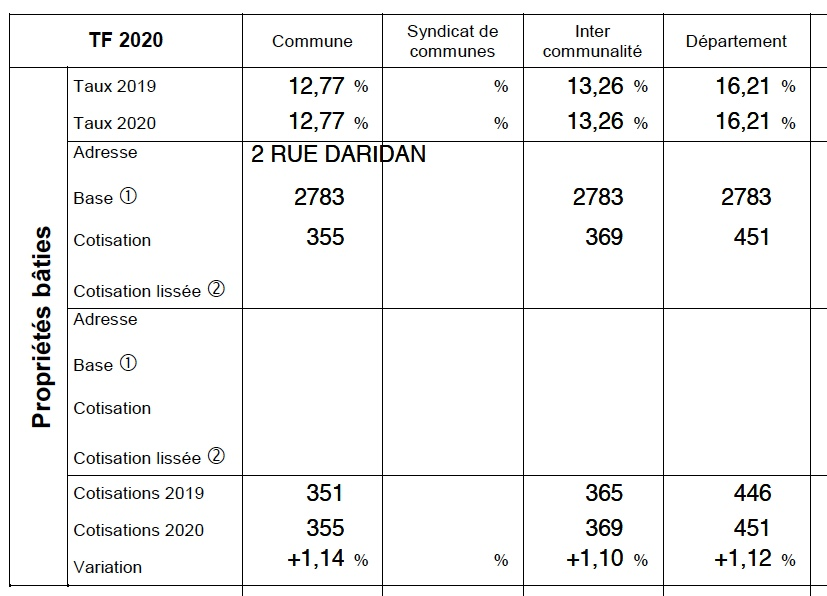 TF 2020 Commune Syndicat de communes Inter communalité Département
Propriétés bâties
Taux 2019 12,77 % % 13,26 % 16,21 %
Taux 2020 12,77 % % 13,26 % 16,21 %
Adresse 2 RUE DARIDAN
Base ① 2783 2783 2783
Cotisation 355 369 451
Cotisation lissée ②
Adresse
Base ①
Cotisation
Cotisation lissée ②
Cotisations 2019 351 365 446
Cotisations 2020 355 369 451
Variation +1,14 % % +1,10 % +1,12 %